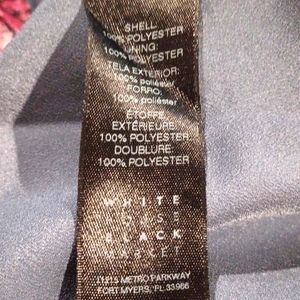 SHELL
100% POLYESTER
LINING:
100% POLYESTER
TELA EXTERIOR:
100% poliéster
FORRO:
100% poliéster
ÉTOFFE
EXTÉRIEURE:
100% POLYESTER
DOUBLURE:
100% POLYESTER
WHITE
HOUSE
BLACK
MARKET
11215 METRO PARKWAY
FORT MYERS, FL 33966